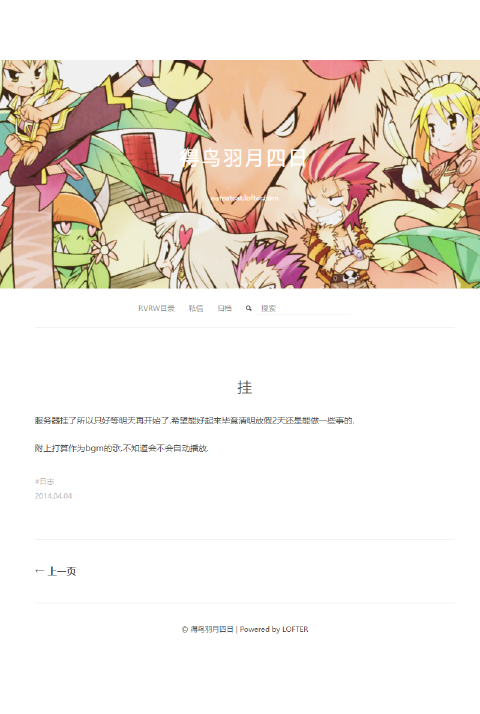 得鸟羽月四日
RVRW目录 私信 归档 搜索
挂
服务器挂了所以只好等明天再开始了.希望能好起来毕竟清明放假2天还是能做一些事的.
附上打算作为bgm的歌.不知道会不会自动播放.
#日志
2014.04.04
← 上一页
© 得鸟羽月四日 | Powered by LOFTER